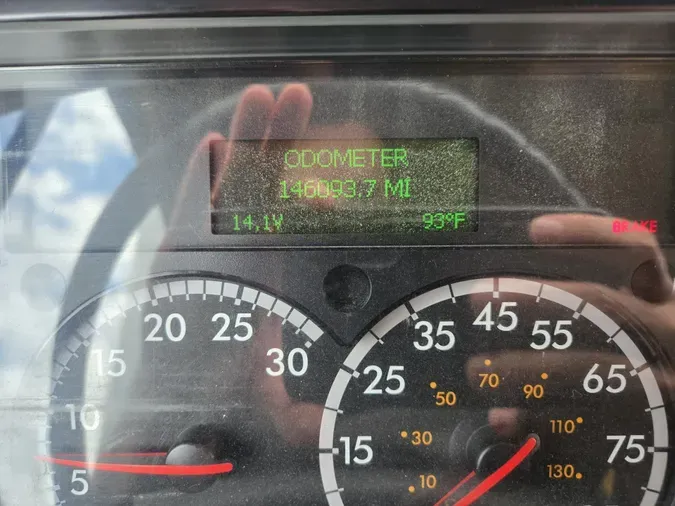 ODOMETER
146093.7 MI
14.1V 93°F
BRAKE
5 10 15 20 25 30
15 25 35 45 55 65 75
10 30 50 70 90 110 130